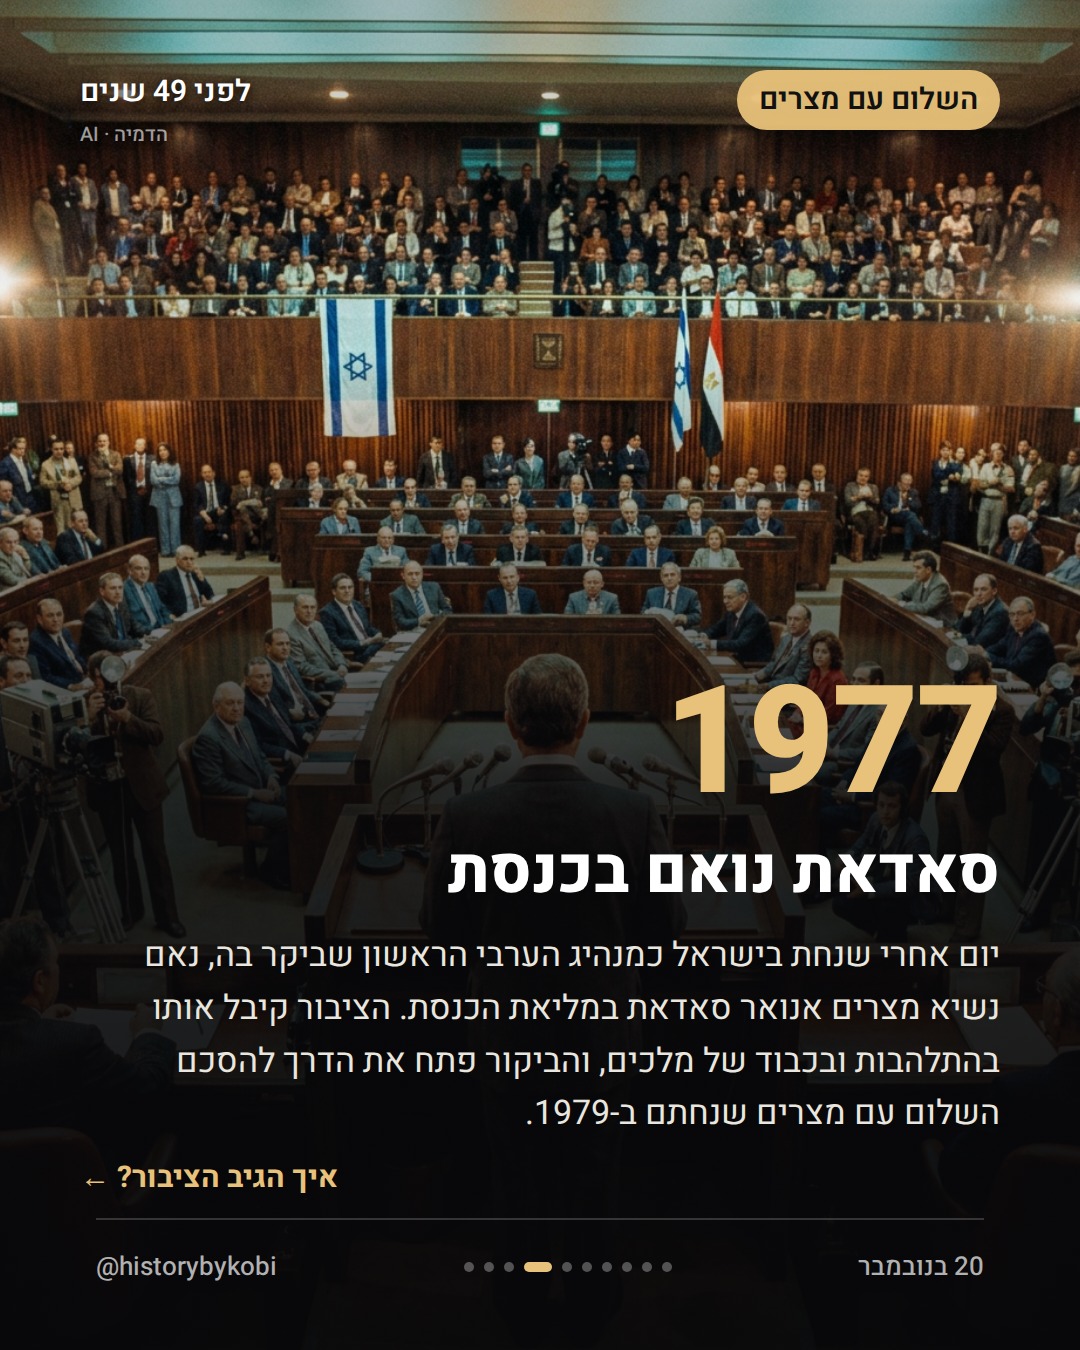 השלום עם מצרים
לפני 49 שנים
הדמיה · AI
1977
סאדאת נואם בכנסת
יום אחרי שנחת בישראל כמנהיג הערבי הראשון שביקר בה, נאם
נשיא מצרים אנואר סאדאת במליאת הכנסת. הציבור קיבל אותו
בהתלהבות ובכבוד של מלכים, והביקור פתח את הדרך להסכם
השלום עם מצרים שנחתם ב-1979.
איך הגיב הציבור? ←
20 בנובמבר
@historybykobi